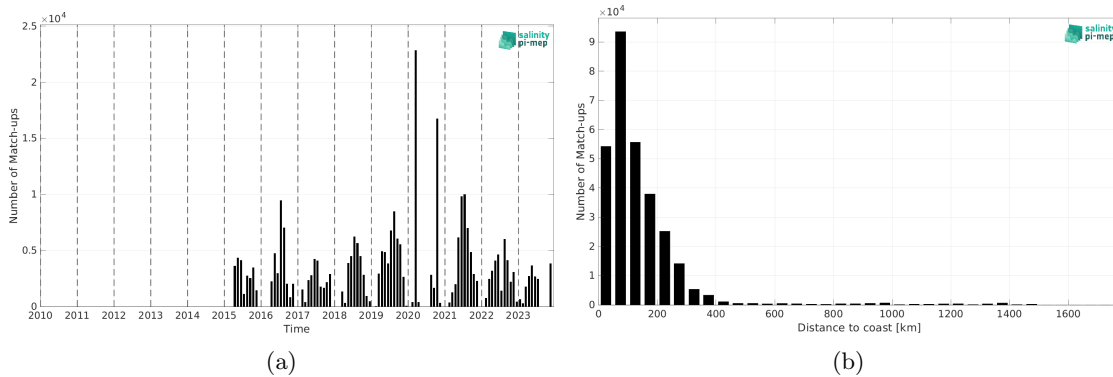 ×10⁴
2.5
2
1.5
1
0.5
0
Number of Match-ups
2010 2011 2012 2013 2014 2015 2016 2017 2018 2019 2020 2021 2022 2023
Time
salinity
pi-mep
(a)
×10⁴
9
8
7
6
5
4
3
2
1
0
Number of Match-ups
0 200 400 600 800 1000 1200 1400 1600
Distance to coast [km]
salinity
pi-mep
(b)